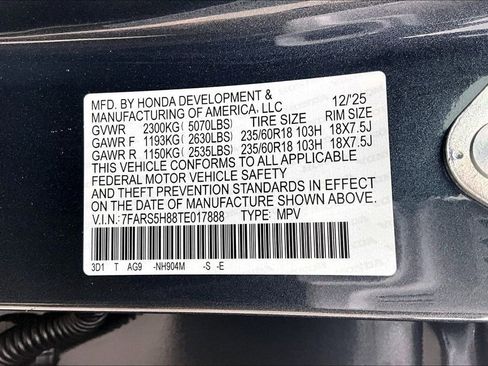 MFD. BY HONDA DEVELOPMENT &
MANUFACTURING OF AMERICA, LLC 12/'25
GVWR 2300KG( 5070LBS) TIRE SIZE RIM SIZE
GAWR F 1193KG( 2630LBS) 235/60R18 103H 18X7.5J
GAWR R 1150KG( 2535LBS) 235/60R18 103H 18X7.5J
THIS VEHICLE CONFORMS TO ALL APPLICABLE
FEDERAL MOTOR VEHICLE SAFETY
AND THEFT PREVENTION STANDARDS IN EFFECT
ON THE DATE OF MANUFACTURE SHOWN ABOVE.
V.I.N.: 7FARS5H88TE017888 TYPE: MPV
3D1 T AG9 -NH904M -S -E